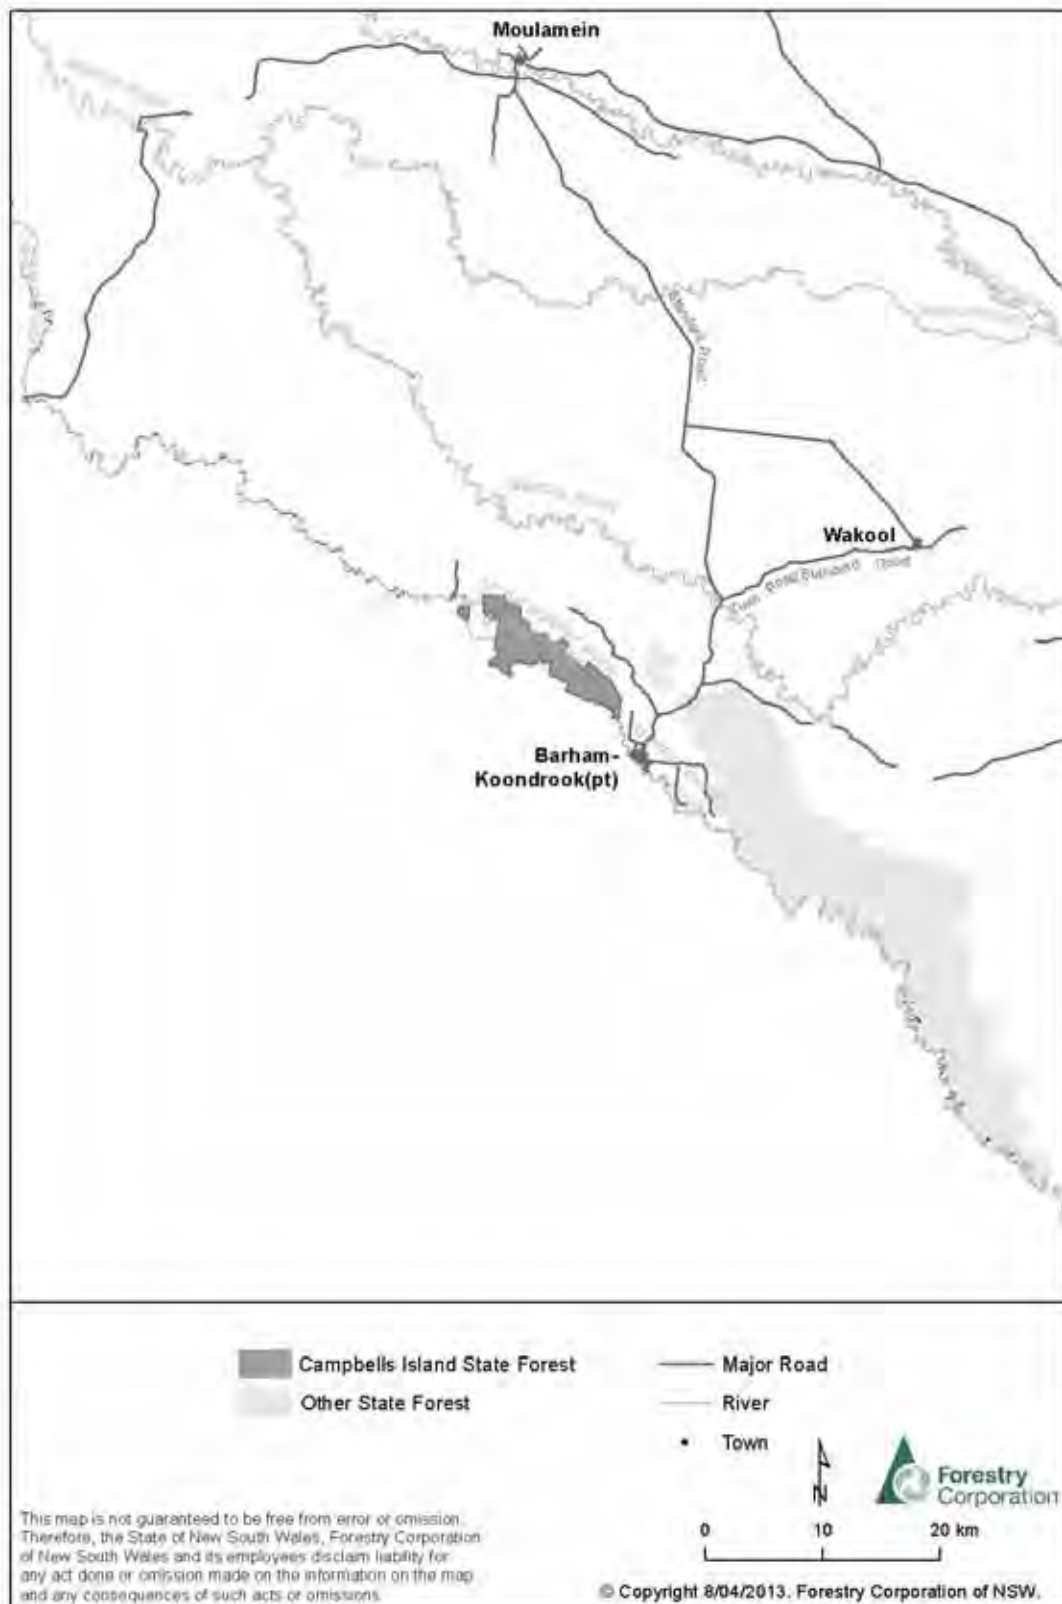 Moulamein
Road
Wakool
Road
Barham-
Koondrook(pt)
Campbells Island State Forest
Other State Forest
Major Road
River
Town
N
Forestry
Corporation
This map is not guaranteed to be free from error or omission.
Therefore, the State of New South Wales, Forestry Corporation
of New South Wales and its employees disclaim liability for
any act done or omission made on the information on the map
and any consequences of such acts or omissions.
0 10 20 km
© Copyright 8/04/2013. Forestry Corporation of NSW.